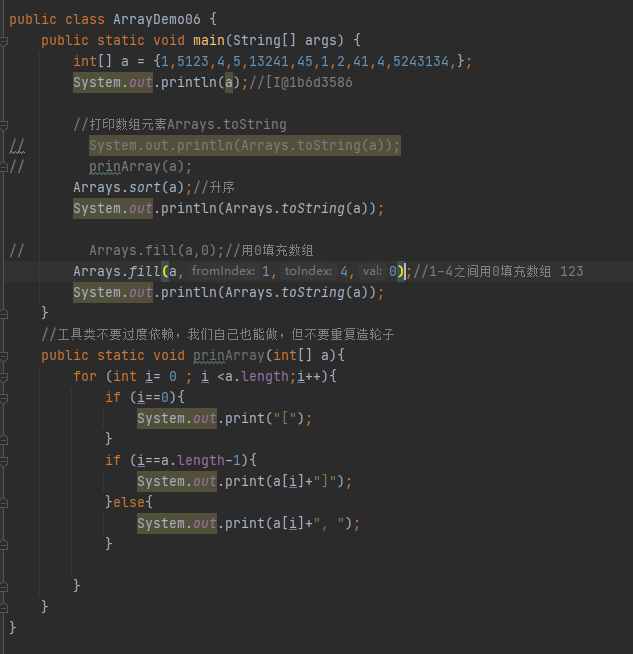 public class ArrayDemo06 {
    public static void main(String[] args) {
        int[] a = {1,5123,4,5,13241,45,1,2,41,4,5243134,};
        System.out.println(a);//[I@1b6d3586
        //打印数组元素Arrays.toString
//        System.out.println(Arrays.toString(a));
//        prinArray(a);
        Arrays.sort(a);//升序
        System.out.println(Arrays.toString(a));
//        Arrays.fill(a,0);//用0填充数组
        Arrays.fill(a, fromIndex: 1, toIndex: 4, val: 0);//1-4之间用0填充数组 123
        System.out.println(Arrays.toString(a));
    }
    //工具类不要过度依赖，我们自己也能做，但不要重复造轮子
    public static void prinArray(int[] a){
        for (int i= 0 ; i <a.length;i++){
            if (i==0){
                System.out.print("[");
            }
            if (i==a.length-1){
                System.out.print(a[i]+"]");
            }else{
                System.out.print(a[i]+", ");
            }
        }
    }
}